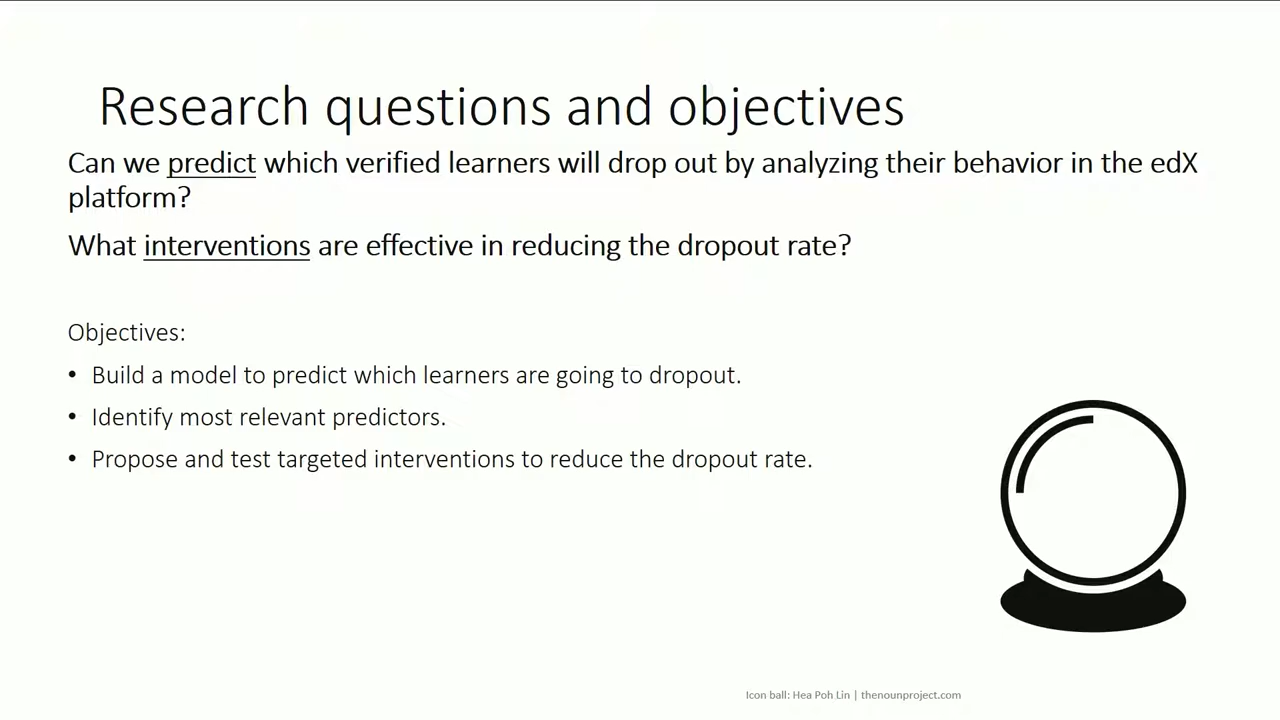 Research questions and objectives
Can we predict which verified learners will drop out by analyzing their behavior in the edX
platform?
What interventions are effective in reducing the dropout rate?
Objectives:
• Build a model to predict which learners are going to dropout.
• Identify most relevant predictors.
• Propose and test targeted interventions to reduce the dropout rate.
Icon ball: Hea Poh Lin | thenounproject.com